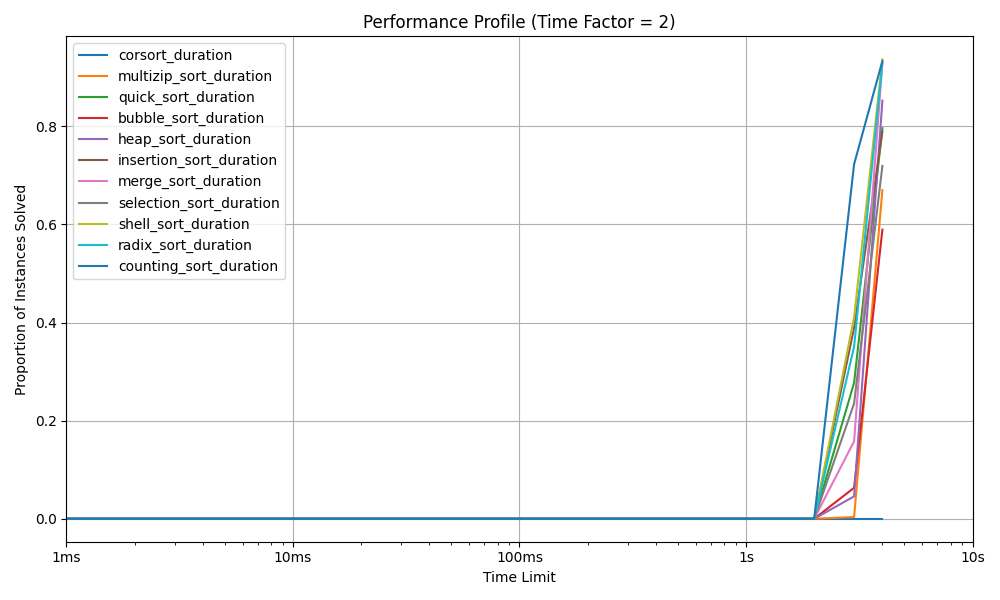 Performance Profile (Time Factor = 2)
corsort_duration
multizip_sort_duration
quick_sort_duration
bubble_sort_duration
heap_sort_duration
insertion_sort_duration
merge_sort_duration
selection_sort_duration
shell_sort_duration
radix_sort_duration
counting_sort_duration
Proportion of Instances Solved
0.8
0.6
0.4
0.2
0.0
1ms
10ms
100ms
1s
10s
Time Limit